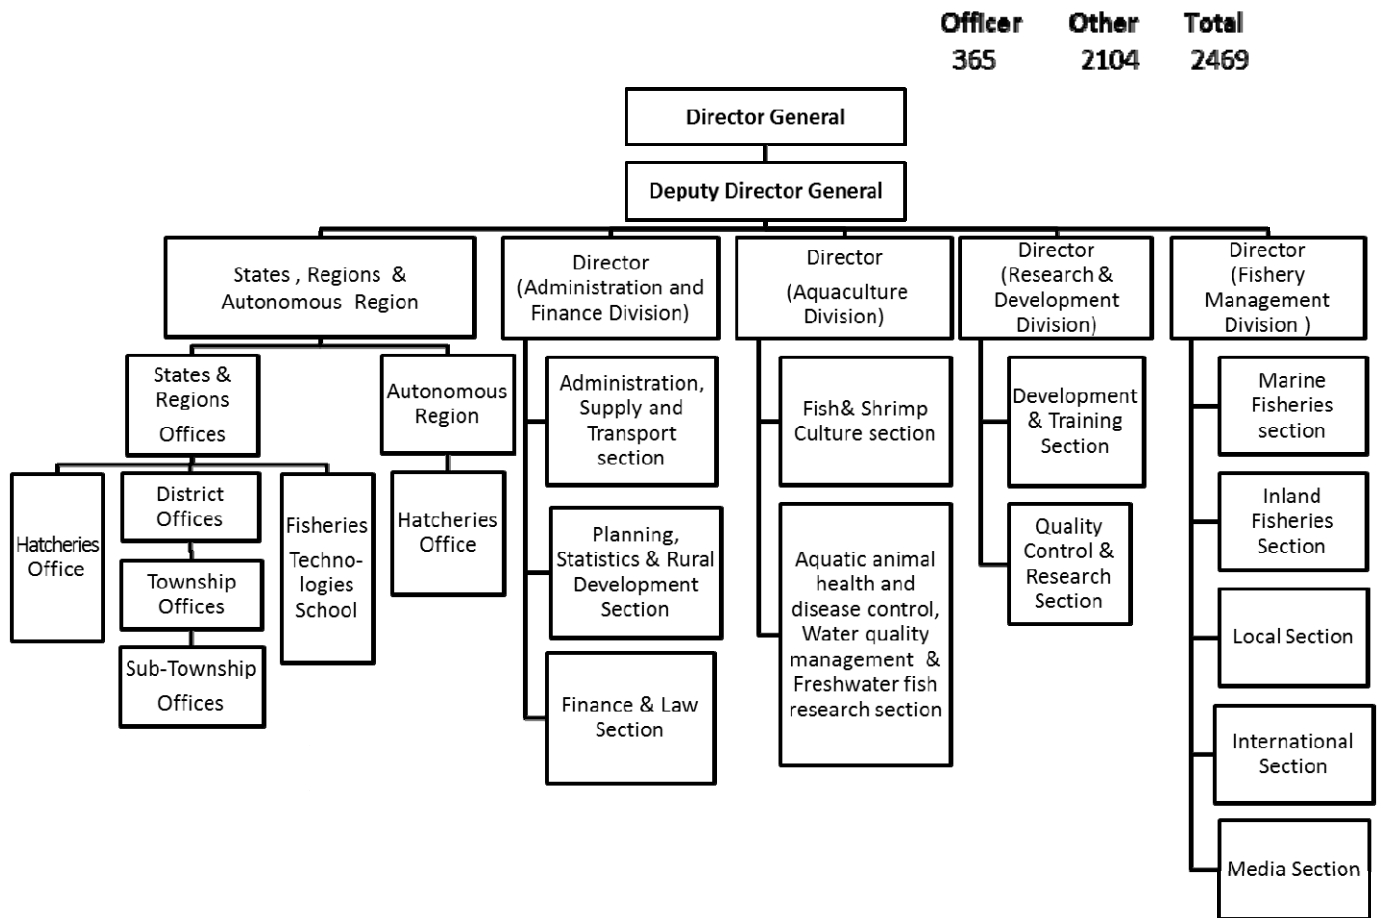 Officer Other Total
365 2104 2469
Director General
Deputy Director General
States , Regions &
Autonomous Region
Director
(Administration and
Finance Division)
Director
(Aquaculture
Division)
Director
(Research &
Development
Division)
Director
(Fishery
Management
Division )
States &
Regions
Offices
Autonomous
Region
Hatcheries
Office
District
Offices
Township
Offices
Sub-Township
Offices
Fisheries
Techno-
logies
School
Hatcheries
Office
Administration,
Supply and
Transport
section
Planning,
Statistics & Rural
Development
Section
Finance & Law
Section
Fish& Shrimp
Culture section
Aquatic animal
health and
disease control,
Water quality
management &
Freshwater fish
research section
Development
& Training
Section
Quality
Control &
Research
Section
Marine
Fisheries
section
Inland
Fisheries
Section
Local Section
International
Section
Media Section